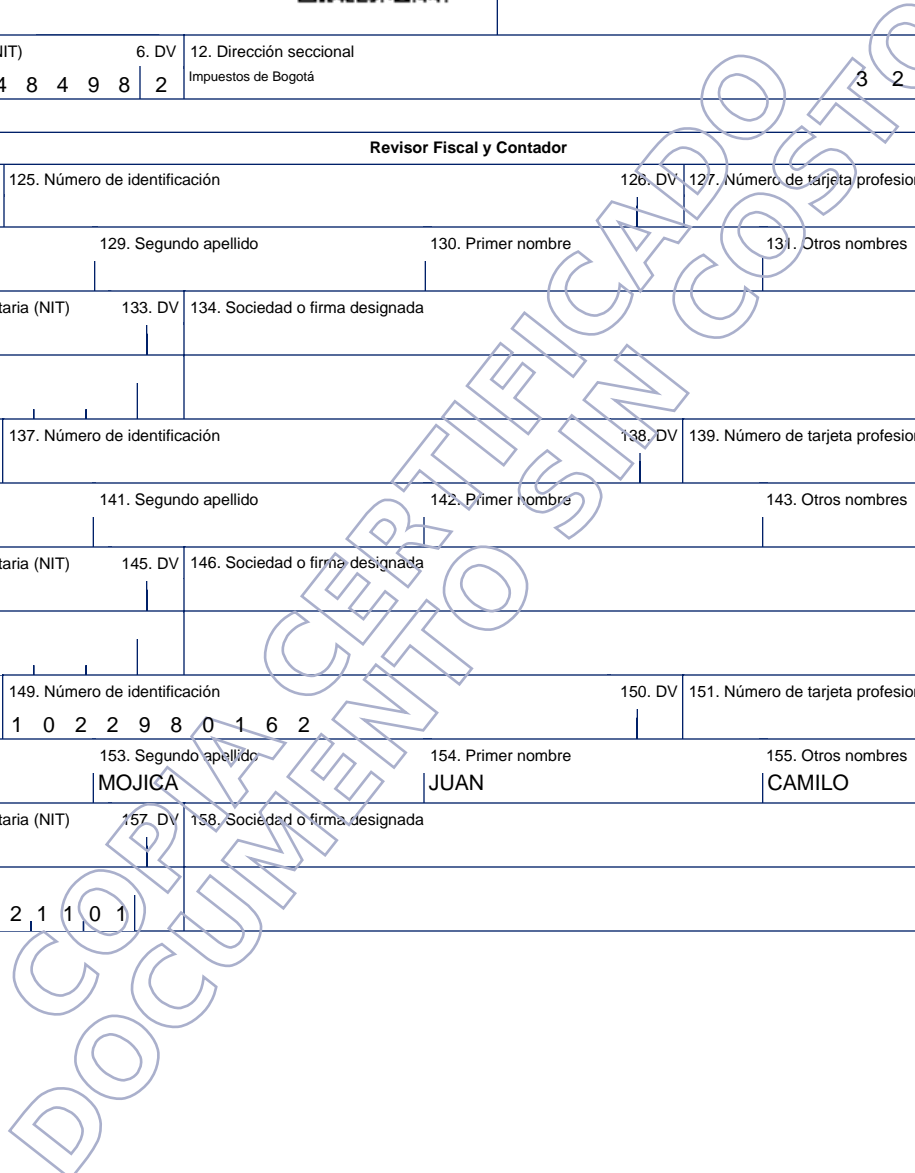 NIT) 6. DV 12. Dirección seccional
4 8 4 9 8 2 Impuestos de Bogotá 3 2
Revisor Fiscal y Contador
125. Número de identificación 126. DV 127. Número de tarjeta profesion
129. Segundo apellido 130. Primer nombre 131. Otros nombres
taria (NIT) 133. DV 134. Sociedad o firma designada
137. Número de identificación 138. DV 139. Número de tarjeta profesion
141. Segundo apellido 142. Primer nombre 143. Otros nombres
taria (NIT) 145. DV 146. Sociedad o firma designada
149. Número de identificación 150. DV 151. Número de tarjeta profesion
1 0 2 2 9 8 0 1 6 2
153. Segundo apellido 154. Primer nombre 155. Otros nombres
MOJICA JUAN CAMILO
taria (NIT) 157. DV 158. Sociedad o firma designada
2 1 1 0 1
COPIA CERTIFICADO
DOCUMENTO SIN COSTO